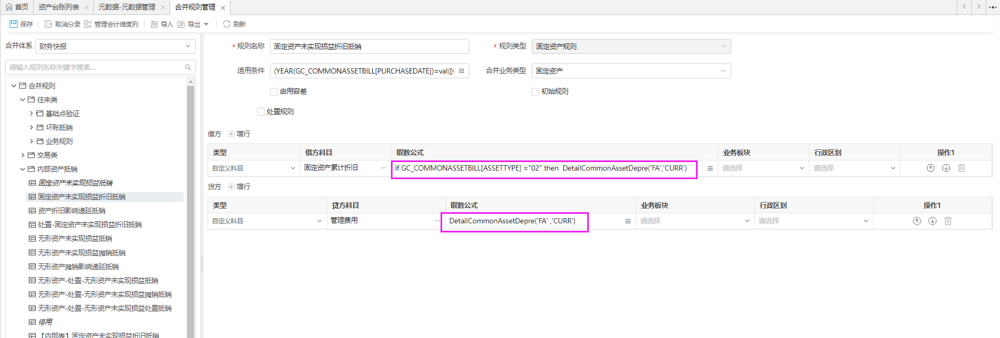 首页
资产台账列表
元数据-元数据管理
合并规则管理
保存
取消分录
管理会计维度列
导入
导出
刷新
合并体系
财务快报
请输入规则名称关键字搜索...
合并规则
往来类
基础点验证
坏账抵销
业务规则
交易类
内部资产抵销
固定资产未实现损益抵销
固定资产未实现损益折旧抵销
资产折旧影响递延抵销
处置-固定资产未实现损益折旧抵销
无形资产未实现损益抵销
无形资产未实现损益摊销抵销
无形资产摊销影响递延抵销
无形资产-处置-无形资产未实现损益抵销
无形资产-处置-无形资产未实现损益摊销抵销
无形资产-处置-无形资产未实现损益处置抵销
停用
【内部表】固定资产未实现损益折旧抵销
* 规则名称
固定资产未实现损益折旧抵销
* 规则类型
固定资产规则
适用条件
(YEAR(GC_COMMONASSETBILL[PURCHASEDATE])=val([
合并业务类型
固定资产
启用容差
初始规则
处置规则
借方
增行
类型 借方科目 取数公式 业务板块 行政区划 操作1
自定义科目 固定资产累计折旧 ... if GC_COMMONASSETBILL[ASSETTYPE] ="02" then  DetailCommonAssetDepre('FA','CURR') 请选择 请选择
贷方
增行
类型 贷方科目 取数公式 业务板块 行政区划 操作1
自定义科目 管理费用 ... DetailCommonAssetDepre('FA' ,'CURR') 请选择 请选择